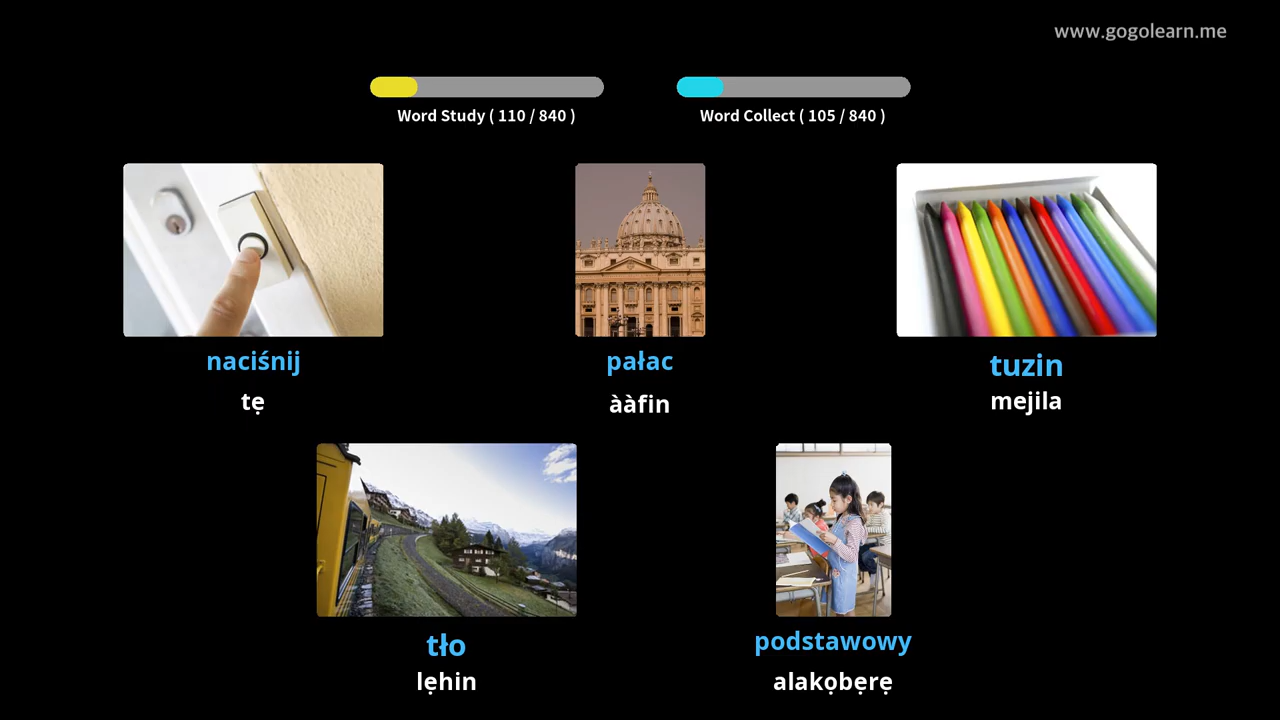 www.gogolearn.me
Word Study ( 110 / 840 )
Word Collect ( 105 / 840 )
naciśnij
tẹ
pałac
ààfin
tuzin
mejila
tło
lẹhin
podstawowy
alakọbẹrẹ